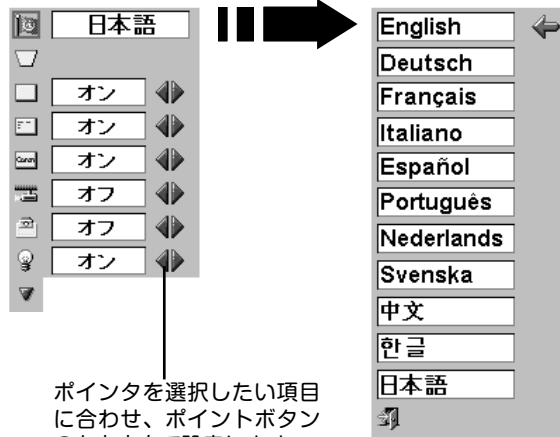 日本語
オン
オン
オン
オフ
オフ
オン
ポインタを選択したい項目
に合わせ、ポイントボタン
English
Deutsch
Français
Italiano
Español
Português
Nederlands
Svenska
中文
한글
日本語